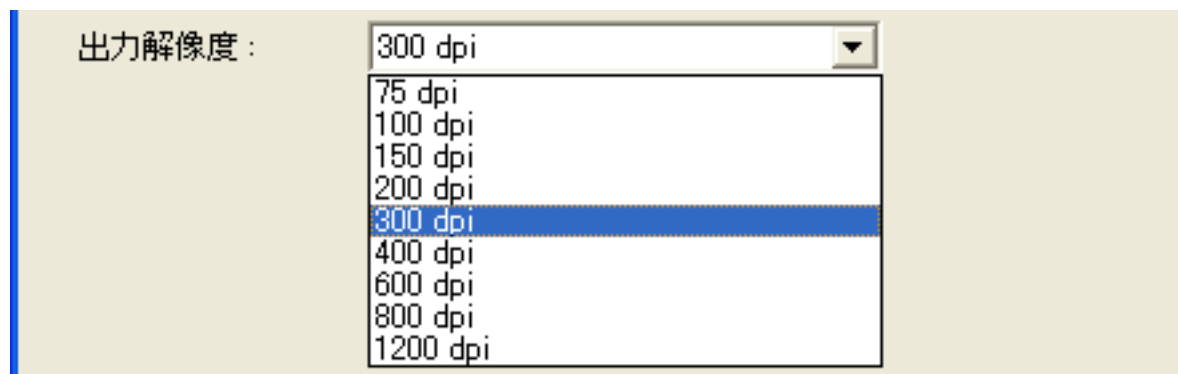 出力解像度： 300 dpi
75 dpi
100 dpi
150 dpi
200 dpi
300 dpi
400 dpi
600 dpi
800 dpi
1200 dpi